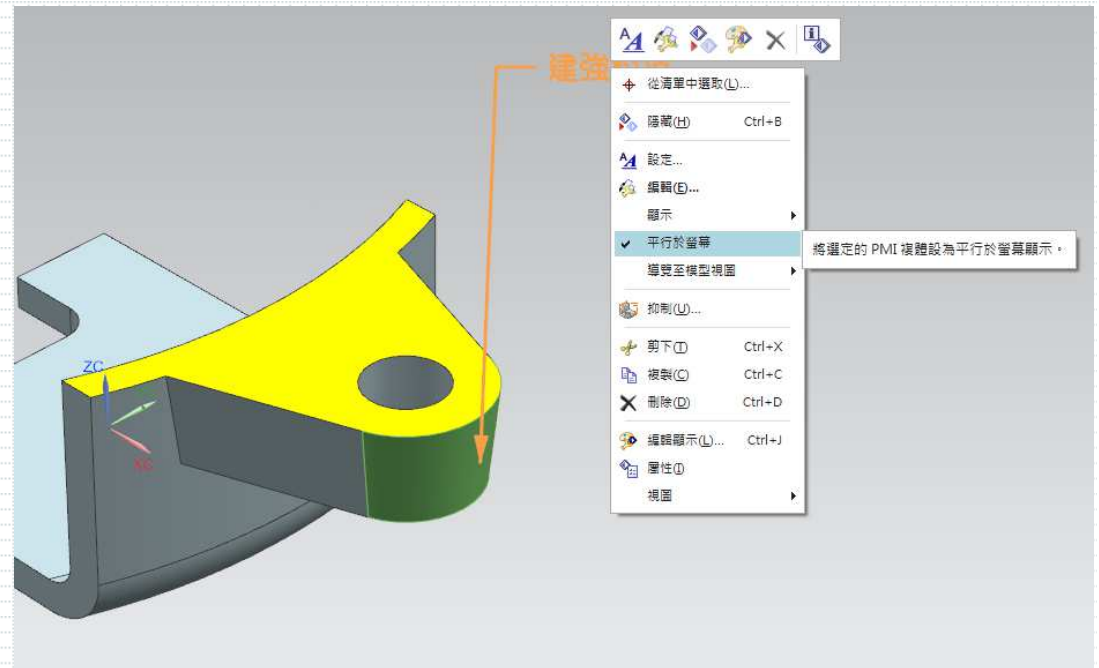 建強
從清單中選取(L)...
隱藏(H) Ctrl+B
設定...
編輯(E)...
顯示
✓ 平行於螢幕
將選定的 PMI 複體設為平行於螢幕顯示。
導覽至模型視圖
抑制(U)...
剪下(T) Ctrl+X
複製(C) Ctrl+C
刪除(D) Ctrl+D
編輯顯示(L)... Ctrl+J
屬性(I)
視圖
ZC
XC